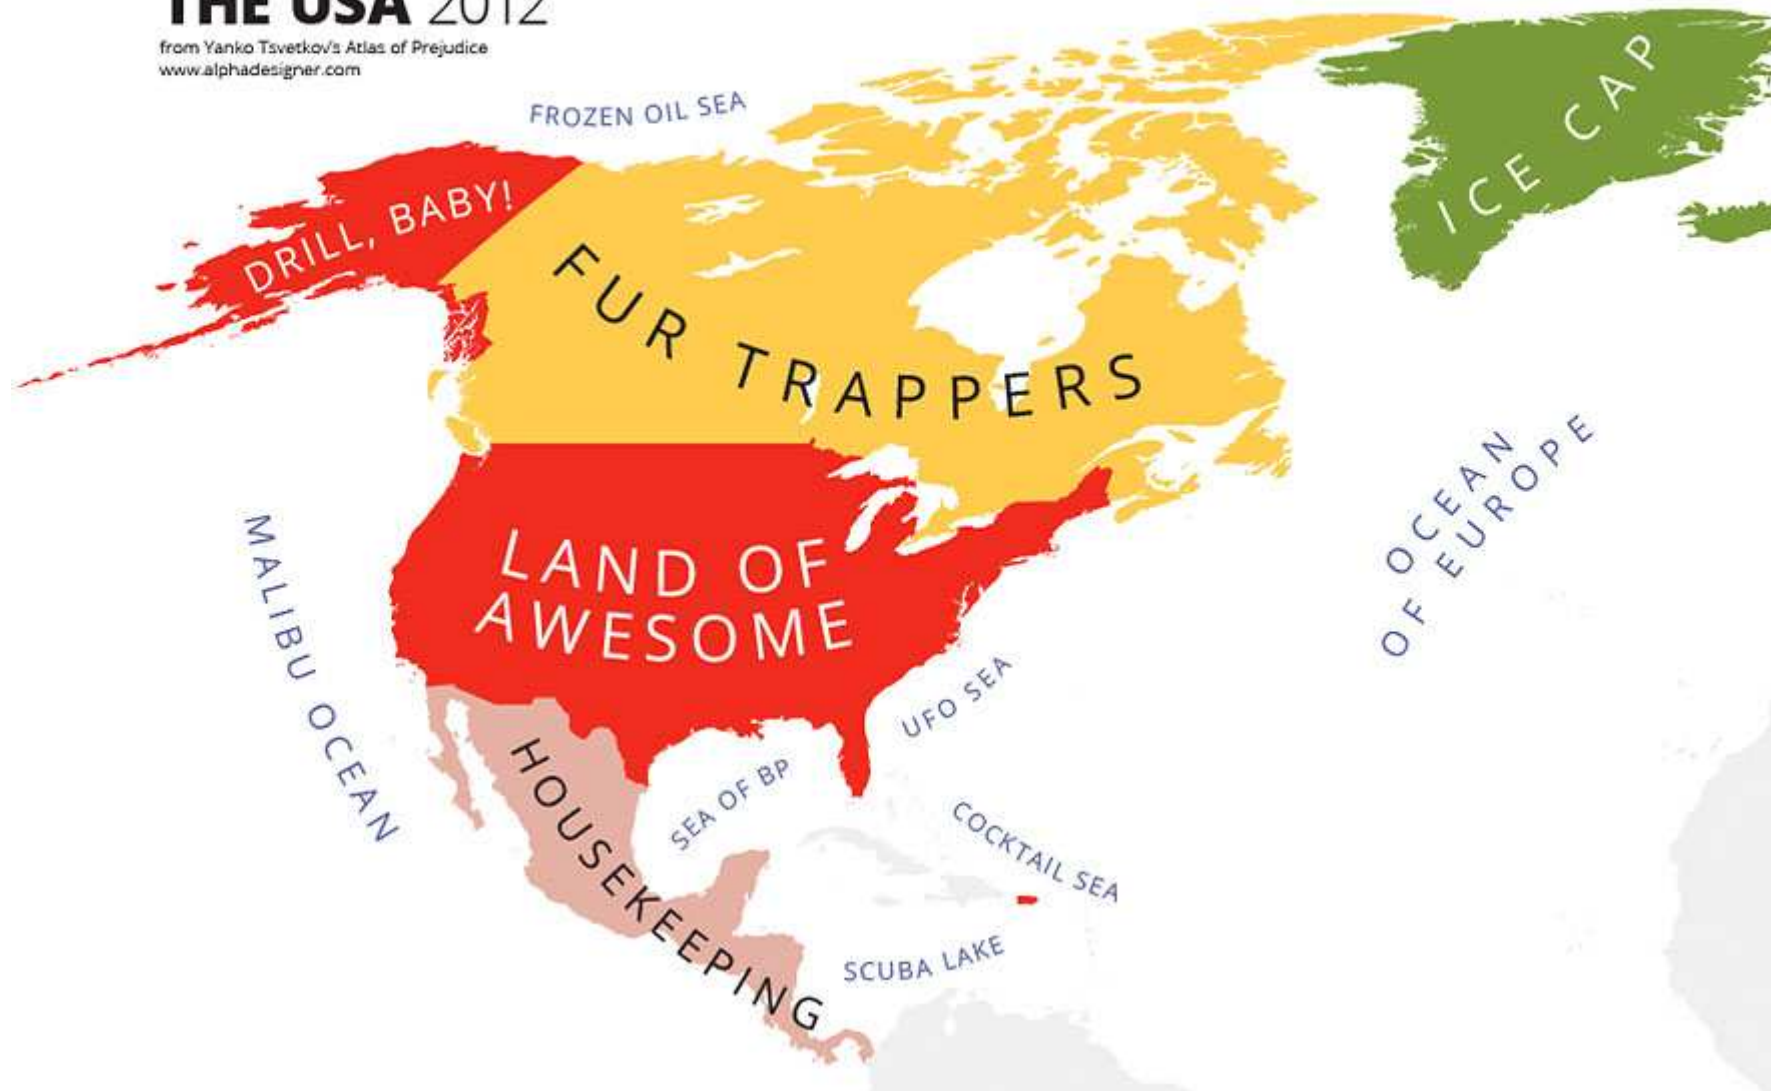 THE USA 2012
from Yanko Tsvetkov's Atlas of Prejudice
www.alphadesigner.com
FROZEN OIL SEA
ICE CAP
DRILL, BABY!
FUR TRAPPERS
OCEAN
OF EUROPE
MALIBU OCEAN
LAND OF
AWESOME
UFO SEA
SEA OF BP
HOUSEKEEPING
COCKTAIL SEA
SCUBA LAKE